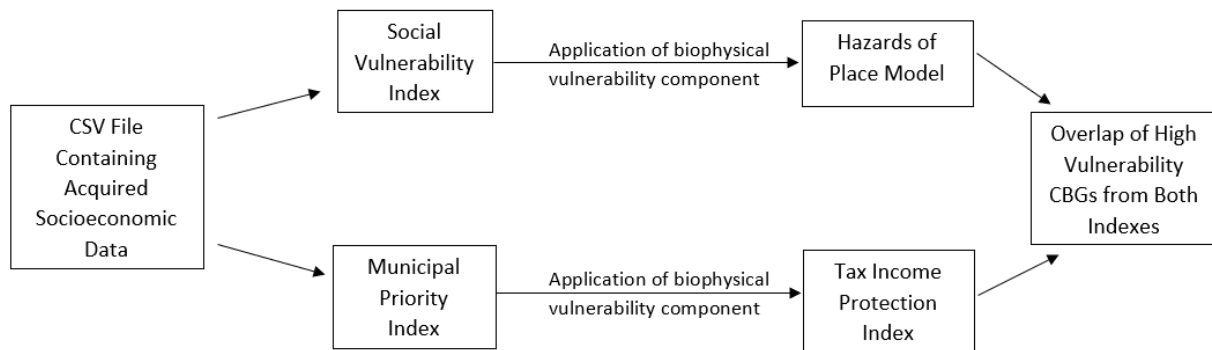 CSV File
Containing
Acquired
Socioeconomic
Data
Social
Vulnerability
Index
Application of biophysical
vulnerability component
Hazards of
Place Model
Municipal
Priority
Index
Application of biophysical
vulnerability component
Tax Income
Protection
Index
Overlap of High
Vulnerability
CBGs from Both
Indexes